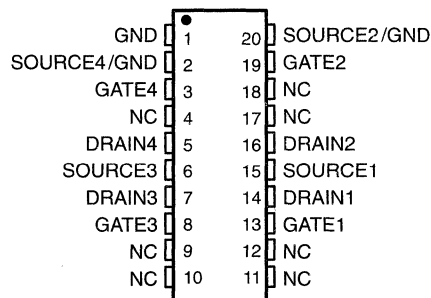 GND 1 20 SOURCE2/GND
SOURCE4/GND 2 19 GATE2
GATE4 3 18 NC
NC 4 17 NC
DRAIN4 5 16 DRAIN2
SOURCE3 6 15 SOURCE1
DRAIN3 7 14 DRAIN1
GATE3 8 13 GATE1
NC 9 12 NC
NC 10 11 NC